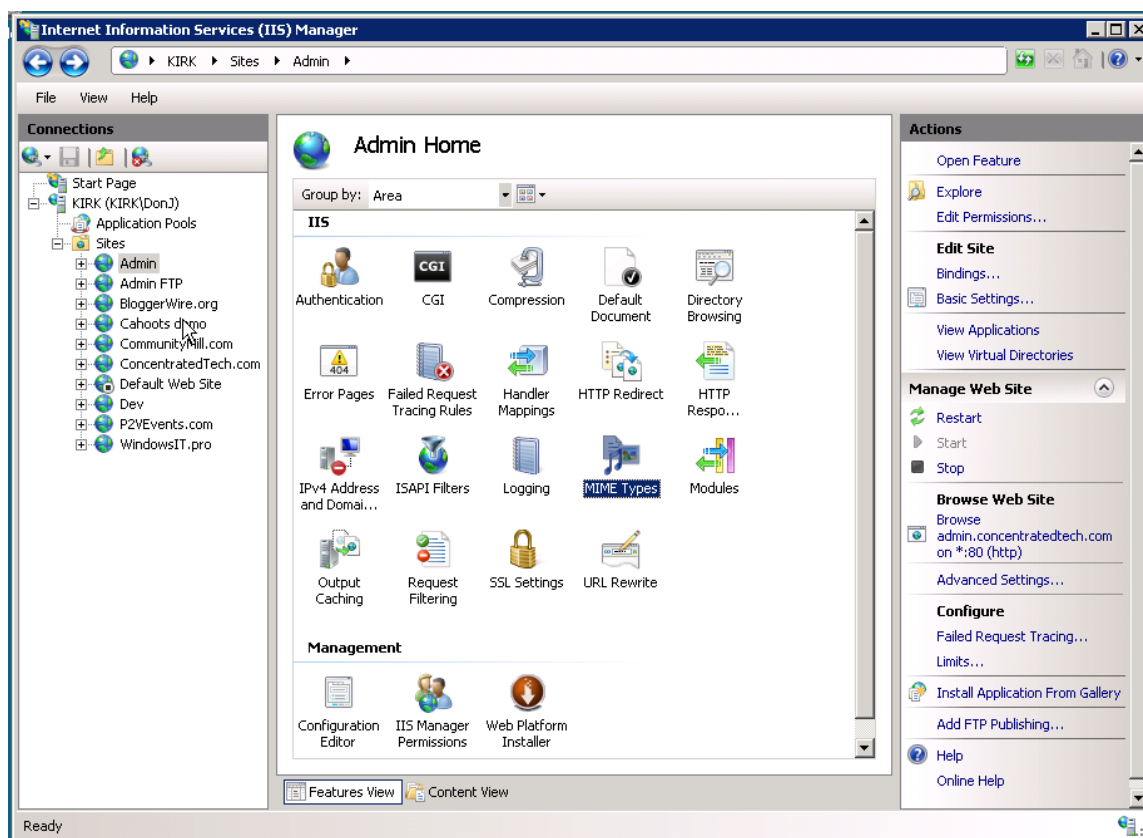 Internet Information Services (IIS) Manager
KIRK
Sites
Admin
File View Help
Connections
Start Page
KIRK (KIRK\DonJ)
Application Pools
Sites
Admin
Admin FTP
BloggerWire.org
Cahoots demo
CommunityMill.com
ConcentratedTech.com
Default Web Site
Dev
P2VEvents.com
WindowsIT.pro
Admin Home
Group by: Area
IIS
Authentication
CGI
CGI
Compression
Default
Document
Directory
Browsing
404
Error Pages
Failed Request
Tracing Rules
Handler
Mappings
HTTP Redirect
HTTP
Respo...
IPv4 Address
and Domai...
ISAPI Filters
Logging
MIME Types
Modules
Output
Caching
Request
Filtering
SSL Settings
URL Rewrite
Management
Configuration
Editor
IIS Manager
Permissions
Web Platform
Installer
Features View
Content View
Actions
Open Feature
Explore
Edit Permissions...
Edit Site
Bindings...
Basic Settings...
View Applications
View Virtual Directories
Manage Web Site
Restart
Start
Stop
Browse Web Site
Browse
admin.concentratedtech.com
on *:80 (http)
Advanced Settings...
Configure
Failed Request Tracing...
Limits...
Install Application From Gallery
Add FTP Publishing...
Help
Online Help
Ready